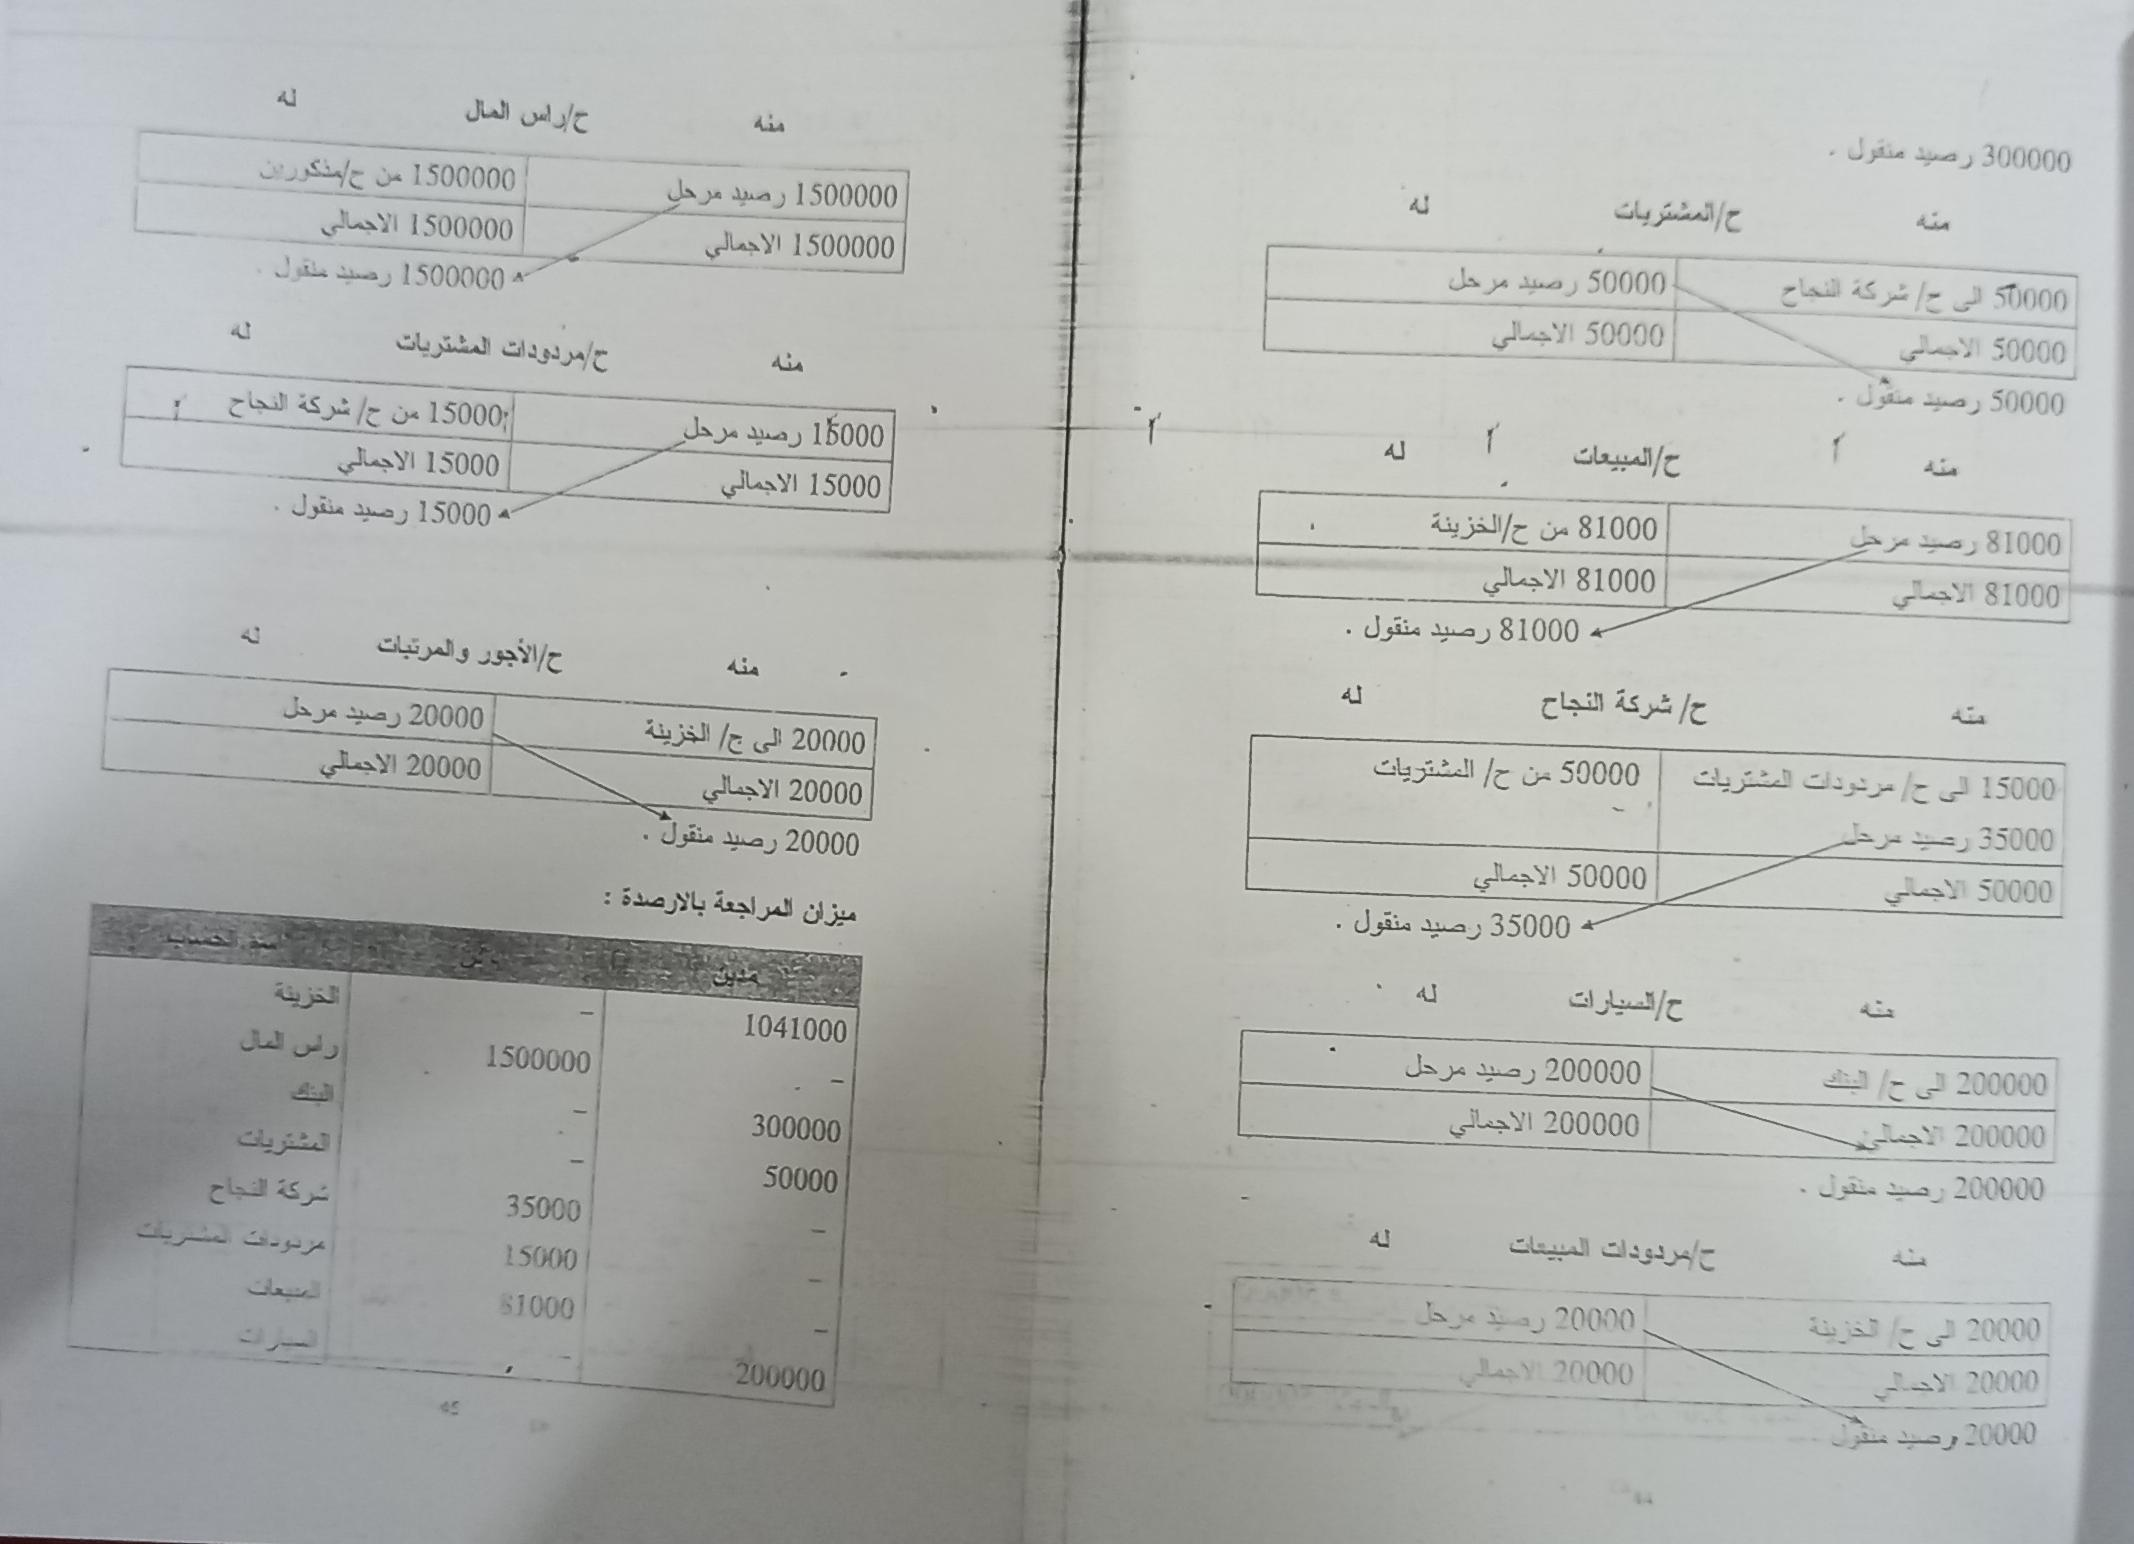 300000 رصيد منقول .
منه ح/المشتريات له
50000 الى ح/ شركة النجاح 50000 رصيد مرحل
50000 الاجمالي 50000 الاجمالي
50000 رصيد منقول .
منه ح/المبيعات له
81000 رصيد مرحل 81000 من ح/الخزينة
81000 الاجمالي 81000 الاجمالي
81000 رصيد منقول .
منه ح/ شركة النجاح له
15000 الى ح/ مردودات المشتريات 50000 من ح/ المشتريات
35000 رصيد مرحل
50000 الاجمالي 50000 الاجمالي
35000 رصيد منقول .
منه ح/السيارات له
200000 الى ح/ البنك 200000 رصيد مرحل
200000 الاجمالي 200000 الاجمالي
200000 رصيد منقول .
منه ح/مردودات المبيعات له
20000 الى ح/ الخزينة 20000 رصيد مرحل
20000 الاجمالي 20000 الاجمالي
20000 رصيد منقول
44
منه ح/راس المال له
1500000 رصيد مرحل 1500000 من ح/مذكورين
1500000 الاجمالي 1500000 الاجمالي
1500000 رصيد منقول .
منه ح/مردودات المشتريات له
15000 رصيد مرحل 15000 من ح/ شركة النجاح
15000 الاجمالي 15000 الاجمالي
15000 رصيد منقول .
منه ح/الأجور والمرتبات له
20000 الى ح/ الخزينة 20000 رصيد مرحل
20000 الاجمالي 20000 الاجمالي
20000 رصيد منقول .
ميزان المراجعة بالارصدة :
مدين اسم الحساب
1041000 – الخزينة
– 1500000 راس المال
300000 – البنك
50000 – المشتريات
– 35000 شركة النجاح
– 15000 مردودات المشتريات
– 81000 المبيعات
200000 – السيارات
45